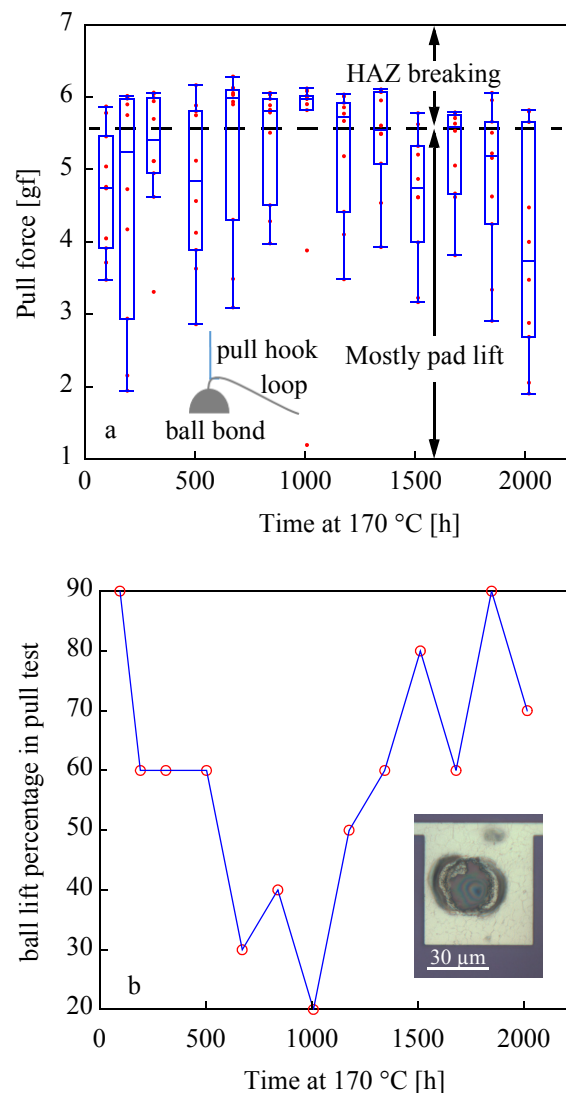 7
6
5
4
3
2
1
Pull force [gf]
HAZ breaking
Mostly pad lift
pull hook
loop
ball bond
a
0 500 1000 1500 2000
Time at 170 °C [h]
90
80
70
60
50
40
30
20
ball lift percentage in pull test
30 µm
b
0 500 1000 1500 2000
Time at 170 °C [h]